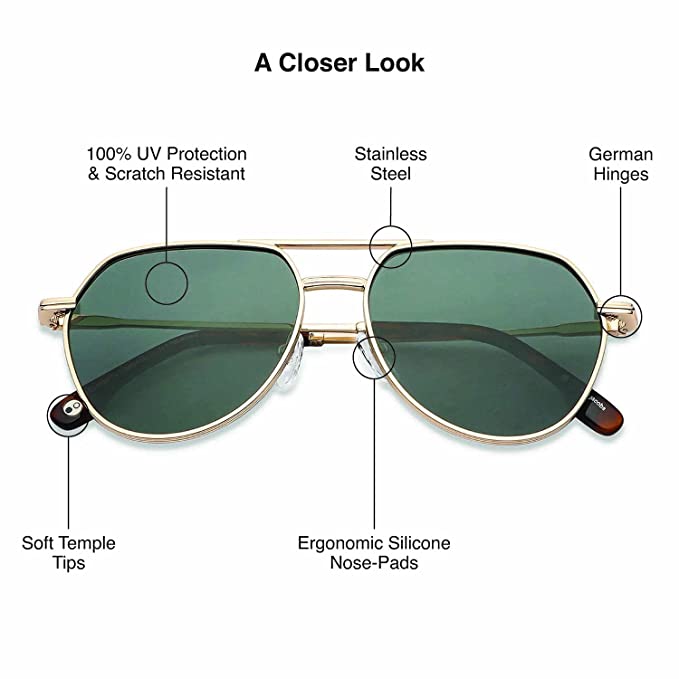 A Closer Look
100% UV Protection
& Scratch Resistant
Stainless
Steel
German
Hinges
Soft Temple
Tips
Ergonomic Silicone
Nose-Pads